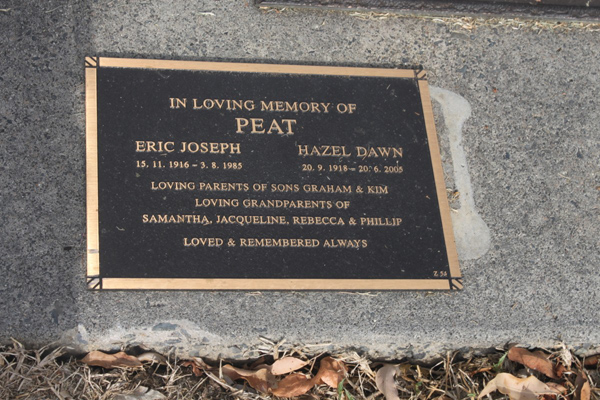 IN LOVING MEMORY OF
PEAT
ERIC JOSEPH HAZEL DAWN
15. 11. 1916 – 3. 8. 1985 20. 9. 1918 – 20. 6. 2005
LOVING PARENTS OF SONS GRAHAM & KIM
LOVING GRANDPARENTS OF
SAMANTHA, JACQUELINE, REBECCA & PHILLIP
LOVED & REMEMBERED ALWAYS
Z 56